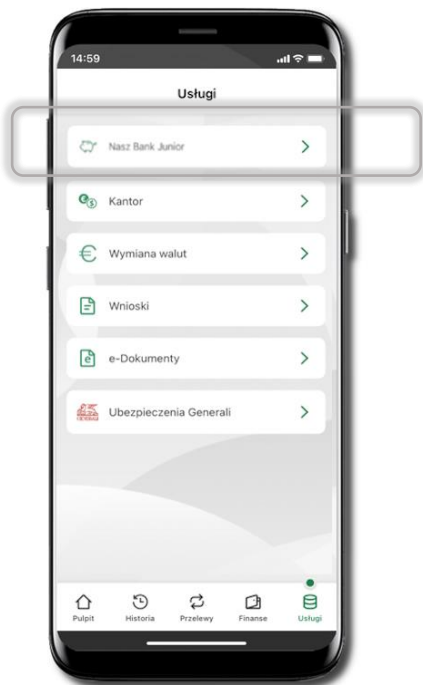 14:59
Usługi
Nasz Bank Junior
Kantor
Wymiana walut
Wnioski
e-Dokumenty
Ubezpieczenia Generali
Pulpit
Historia
Przelewy
Finanse
Usługi